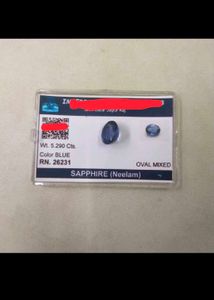 Wt. 5.290 Cts.
Color BLUE
RN. 26231
OVAL MIXED
SAPPHIRE (Neelam)